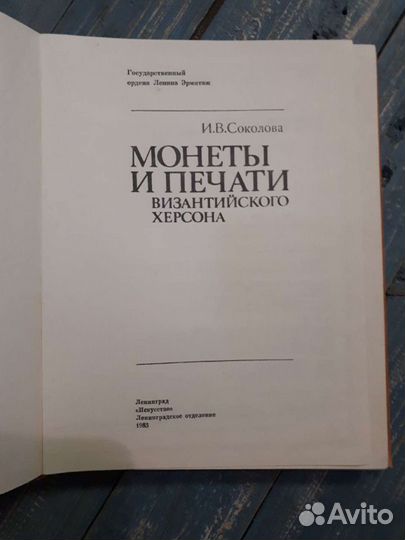 Государственный
ордена Ленина Эрмитаж
И.В.Соколова
МОНЕТЫ
И ПЕЧАТИ
ВИЗАНТИЙСКОГО
ХЕРСОНА
Ленинград
«Искусство»
Ленинградское отделение
1983
Avito